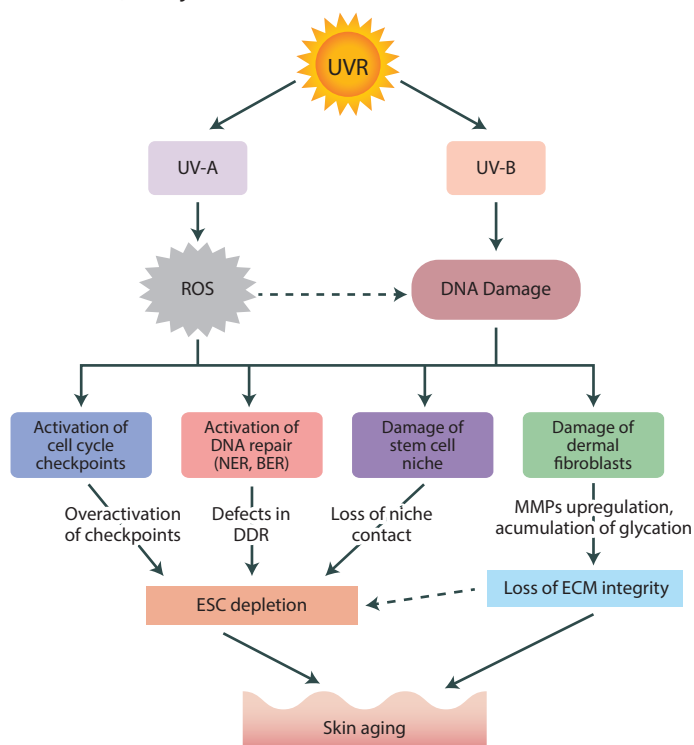 UVR
UV-A
UV-B
ROS
DNA Damage
Activation of
cell cycle
checkpoints
Activation of
DNA repair
(NER, BER)
Damage of
stem cell
niche
Damage of
dermal
fibroblasts
Overactivation
of checkpoints
Defects in
DDR
Loss of niche
contact
MMPs upregulation,
acumulation of glycation
ESC depletion
Loss of ECM integrity
Skin aging